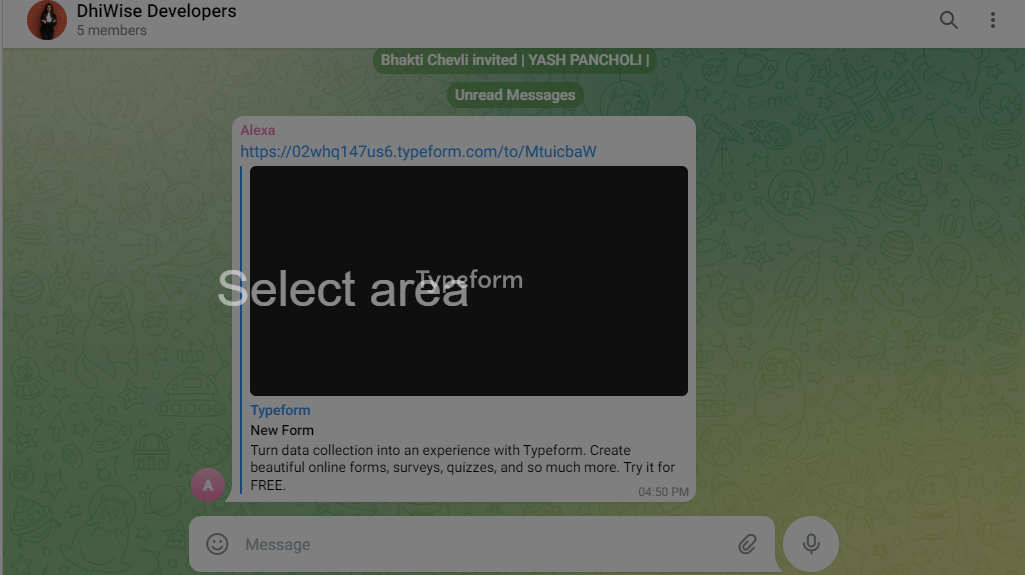 DhiWise Developers
5 members
Bhakti Chevli invited | YASH PANCHOLI |
Unread Messages
Alexa
https://02whq147us6.typeform.com/to/MtuicbaW
Typeform
Select area
Typeform
New Form
Turn data collection into an experience with Typeform. Create
beautiful online forms, surveys, quizzes, and so much more. Try it for
FREE.
04:50 PM
A
Message